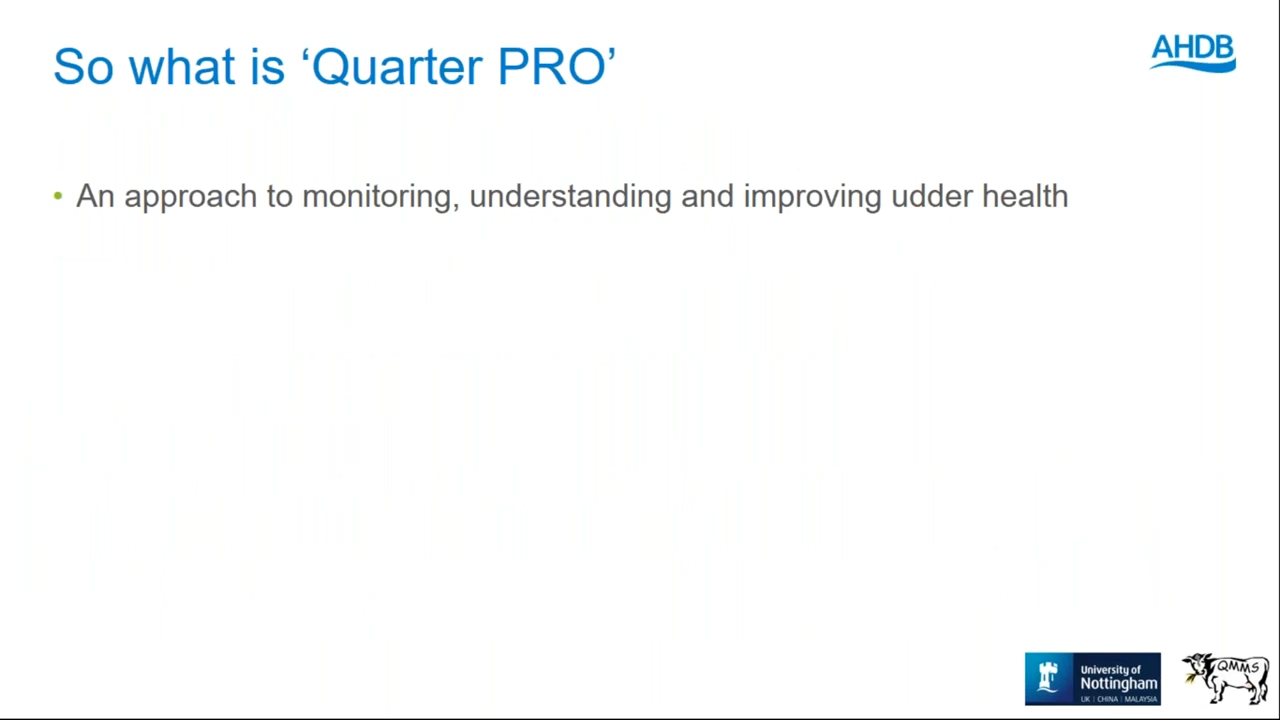 So what is ‘Quarter PRO’
AHDB
• An approach to monitoring, understanding and improving udder health
University of
Nottingham
UK | CHINA | MALAYSIA
QMMS